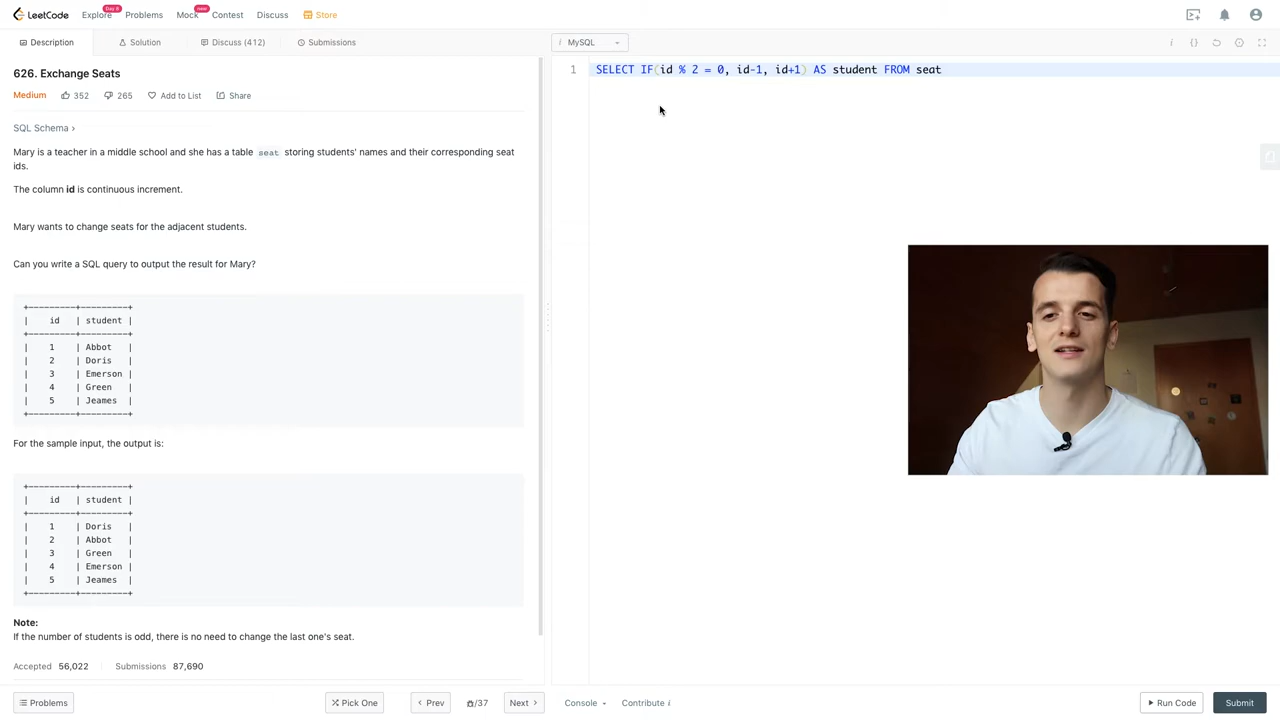 LeetCode
Explore
Day 8
Problems
Mock
new
Contest
Discuss
Store
Description
Solution
Discuss (412)
Submissions
MySQL
626. Exchange Seats
Medium
352
265
Add to List
Share
SQL Schema >
Mary is a teacher in a middle school and she has a table seat storing students' names and their corresponding seat
ids.
The column id is continuous increment.
Mary wants to change seats for the adjacent students.
Can you write a SQL query to output the result for Mary?
+---------+---------+
|    id   | student |
+---------+---------+
|    1    | Abbot   |
|    2    | Doris   |
|    3    | Emerson |
|    4    | Green   |
|    5    | Jeames  |
+---------+---------+
For the sample input, the output is:
+---------+---------+
|    id   | student |
+---------+---------+
|    1    | Doris   |
|    2    | Abbot   |
|    3    | Green   |
|    4    | Emerson |
|    5    | Jeames  |
+---------+---------+
Note:
If the number of students is odd, there is no need to change the last one's seat.
Accepted 56,022
Submissions 87,690
1 SELECT IF(id % 2 = 0, id-1, id+1) AS student FROM seat
Problems
Pick One
Prev
/37
Next
Console
Contribute i
Run Code
Submit